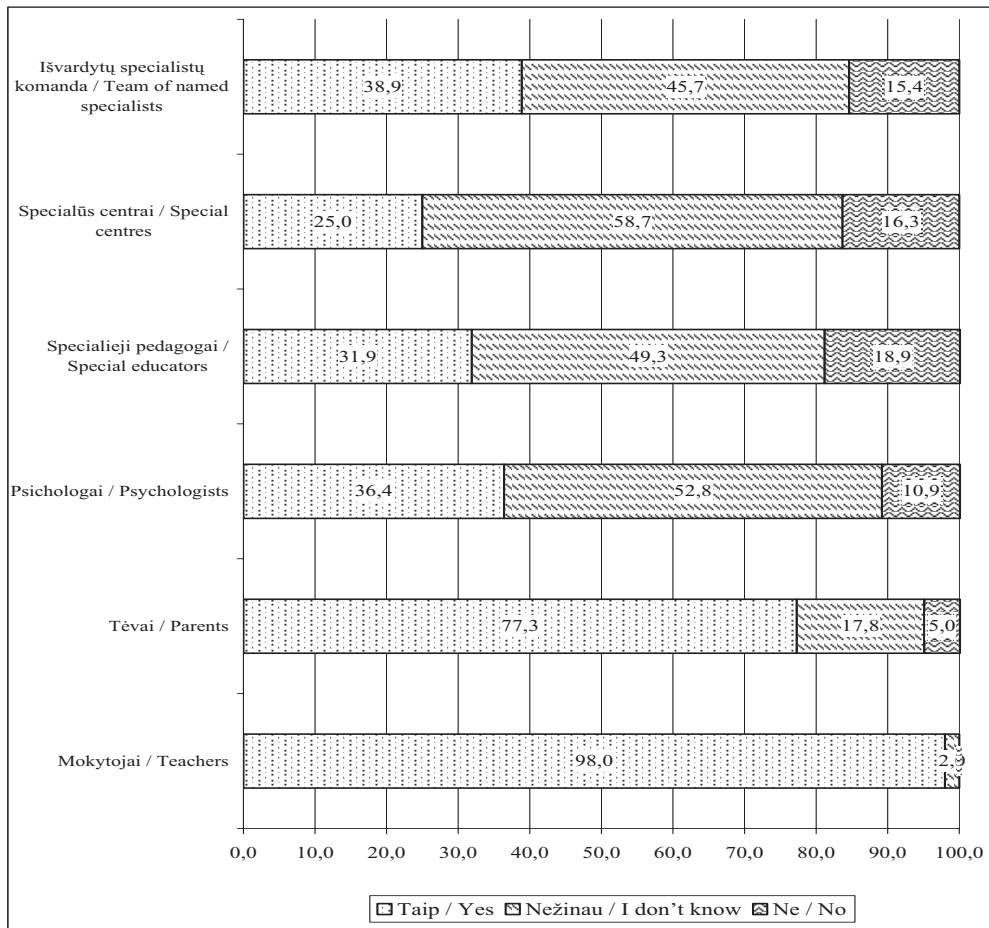 Išvardytų specialistų
komanda / Team of named
specialists
38,9 45,7 15,4
Specialūs centrai / Special
centres
25,0 58,7 16,3
Specialieji pedagogai /
Special educators
31,9 49,3 18,9
Psichologai / Psychologists
36,4 52,8 10,9
Tėvai / Parents
77,3 17,8 5,0
Mokytojai / Teachers
98,0
0,0 10,0 20,0 30,0 40,0 50,0 60,0 70,0 80,0 90,0 100,0
Taip / Yes Nežinau / I don’t know Ne / No